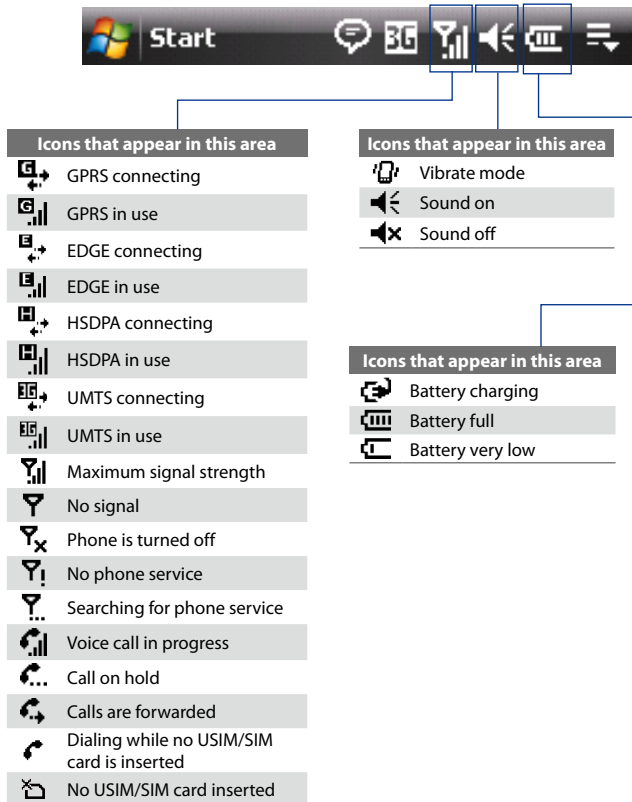 Start
3G
Icons that appear in this area
GPRS connecting
GPRS in use
EDGE connecting
EDGE in use
HSDPA connecting
HSDPA in use
UMTS connecting
UMTS in use
Maximum signal strength
No signal
Phone is turned off
No phone service
Searching for phone service
Voice call in progress
Call on hold
Calls are forwarded
Dialing while no USIM/SIM
card is inserted
No USIM/SIM card inserted
Icons that appear in this area
Vibrate mode
Sound on
Sound off
Icons that appear in this area
Battery charging
Battery full
Battery very low